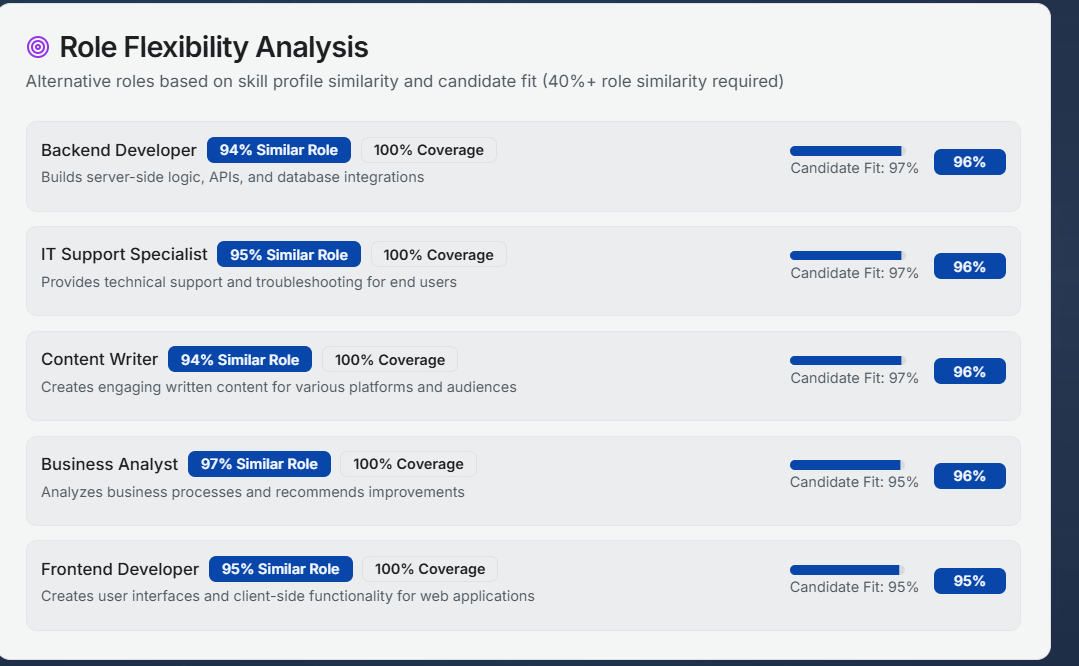 Role Flexibility Analysis
Alternative roles based on skill profile similarity and candidate fit (40%+ role similarity required)
Backend Developer 94% Similar Role 100% Coverage
Builds server-side logic, APIs, and database integrations
Candidate Fit: 97% 96%
IT Support Specialist 95% Similar Role 100% Coverage
Provides technical support and troubleshooting for end users
Candidate Fit: 97% 96%
Content Writer 94% Similar Role 100% Coverage
Creates engaging written content for various platforms and audiences
Candidate Fit: 97% 96%
Business Analyst 97% Similar Role 100% Coverage
Analyzes business processes and recommends improvements
Candidate Fit: 95% 96%
Frontend Developer 95% Similar Role 100% Coverage
Creates user interfaces and client-side functionality for web applications
Candidate Fit: 95% 95%